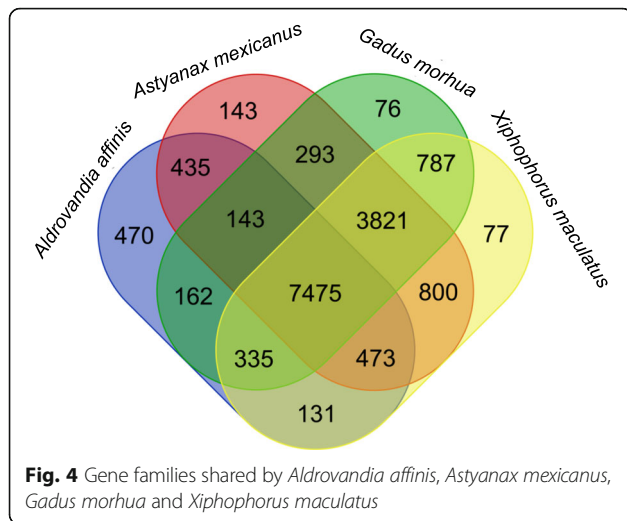 Aldrovandia affinis
Astyanax mexicanus
Gadus morhua
Xiphophorus maculatus
143
76
435
293
787
470
143
3821
77
162
7475
800
335
473
131
Fig. 4 Gene families shared by Aldrovandia affinis, Astyanax mexicanus,
Gadus morhua and Xiphophorus maculatus